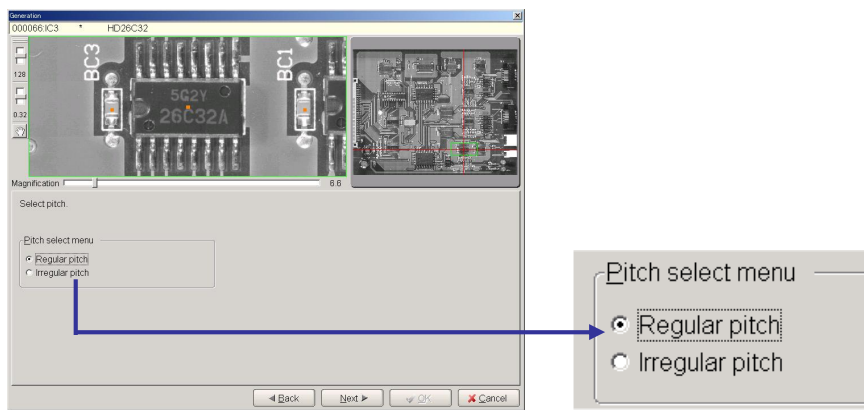 Generation
000066:IC3 * HD26C32
128
0.32
BC3
5G2Y
26C32A
BC1
Magnification
6.6
Select pitch.
Pitch select menu
Regular pitch
Irregular pitch
Back Next OK Cancel
Pitch select menu
Regular pitch
Irregular pitch